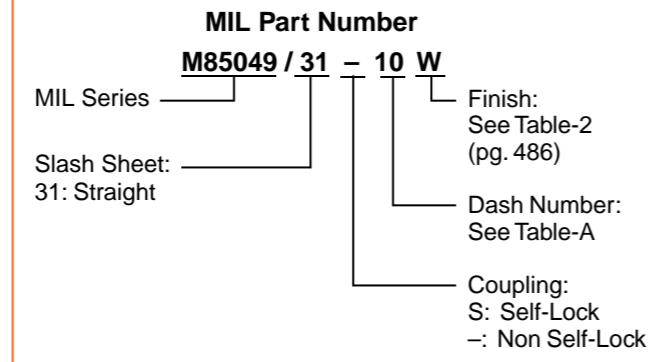 MIL Part Number
M85049 / 31 – 10 W
MIL Series
Finish:
See Table-2
(pg. 486)
Slash Sheet:
31: Straight
Dash Number:
See Table-A
Coupling:
S: Self-Lock
–: Non Self-Lock